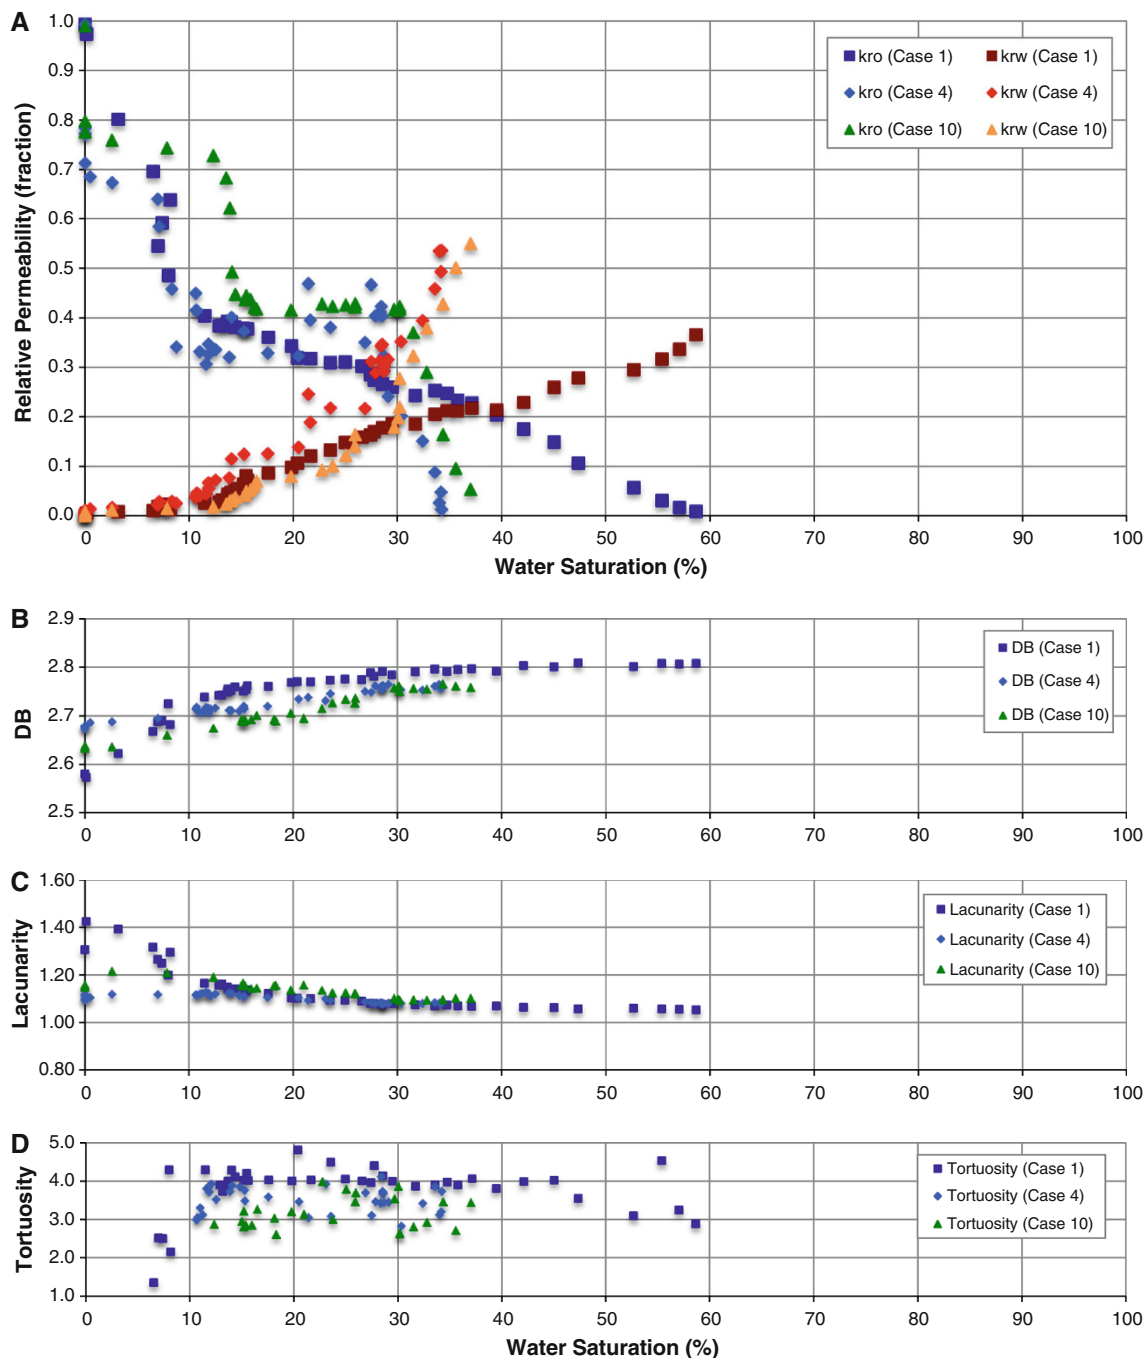 A
Relative Permeability (fraction)
1.0
0.9
0.8
0.7
0.6
0.5
0.4
0.3
0.2
0.1
0.0
kro (Case 1) krw (Case 1)
kro (Case 4) krw (Case 4)
kro (Case 10) krw (Case 10)
0 10 20 30 40 50 60 70 80 90 100
Water Saturation (%)
B
DB
2.9
2.8
2.7
2.6
2.5
DB (Case 1)
DB (Case 4)
DB (Case 10)
0 10 20 30 40 50 60 70 80 90 100
C
Lacunarity
1.60
1.40
1.20
1.00
0.80
Lacunarity (Case 1)
Lacunarity (Case 4)
Lacunarity (Case 10)
0 10 20 30 40 50 60 70 80 90 100
D
Tortuosity
5.0
4.0
3.0
2.0
1.0
Tortuosity (Case 1)
Tortuosity (Case 4)
Tortuosity (Case 10)
0 10 20 30 40 50 60 70 80 90 100
Water Saturation (%)